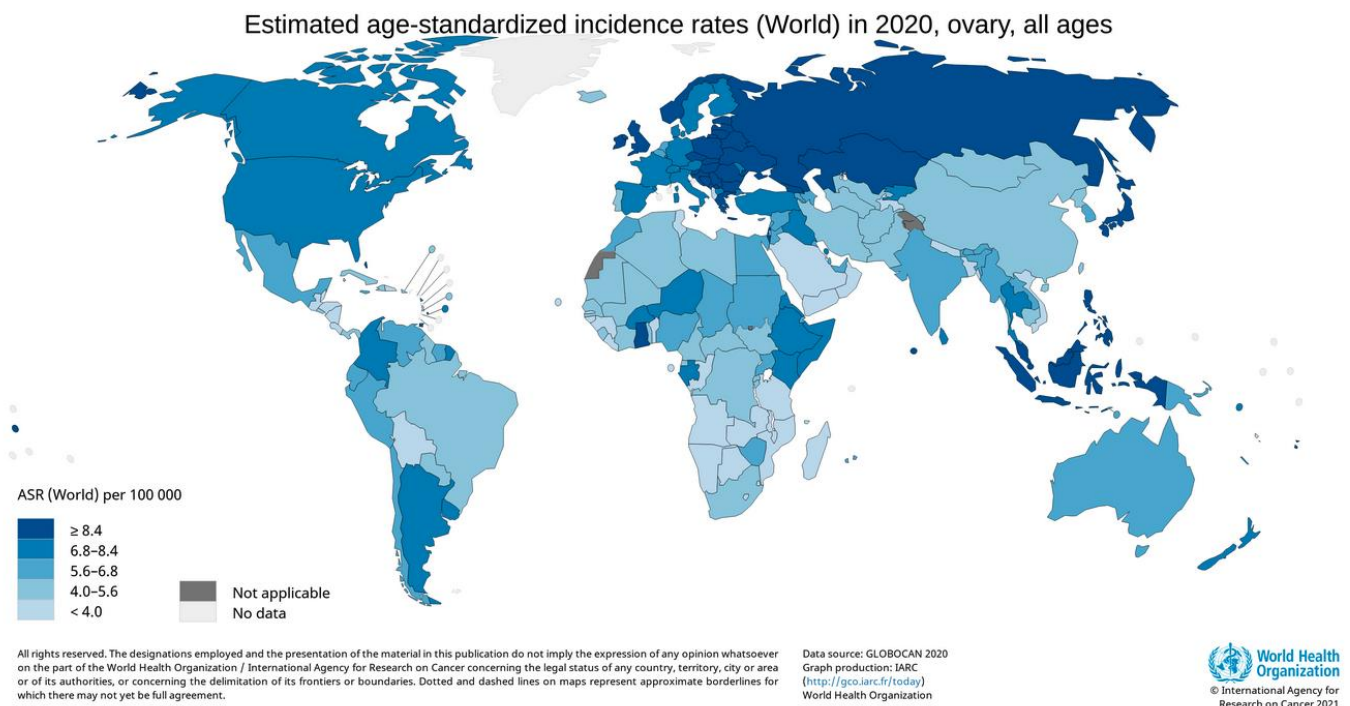 Estimated age-standardized incidence rates (World) in 2020, ovary, all ages
ASR (World) per 100 000
≥ 8.4
6.8–8.4
5.6–6.8
4.0–5.6
< 4.0
Not applicable
No data
All rights reserved. The designations employed and the presentation of the material in this publication do not imply the expression of any opinion whatsoever
on the part of the World Health Organization / International Agency for Research on Cancer concerning the legal status of any country, territory, city or area
or of its authorities, or concerning the delimitation of its frontiers or boundaries. Dotted and dashed lines on maps represent approximate borderlines for
which there may not yet be full agreement.
Data source: GLOBOCAN 2020
Graph production: IARC
(http://gco.iarc.fr/today)
World Health Organization
World Health
Organization
© International Agency for
Research on Cancer 2021